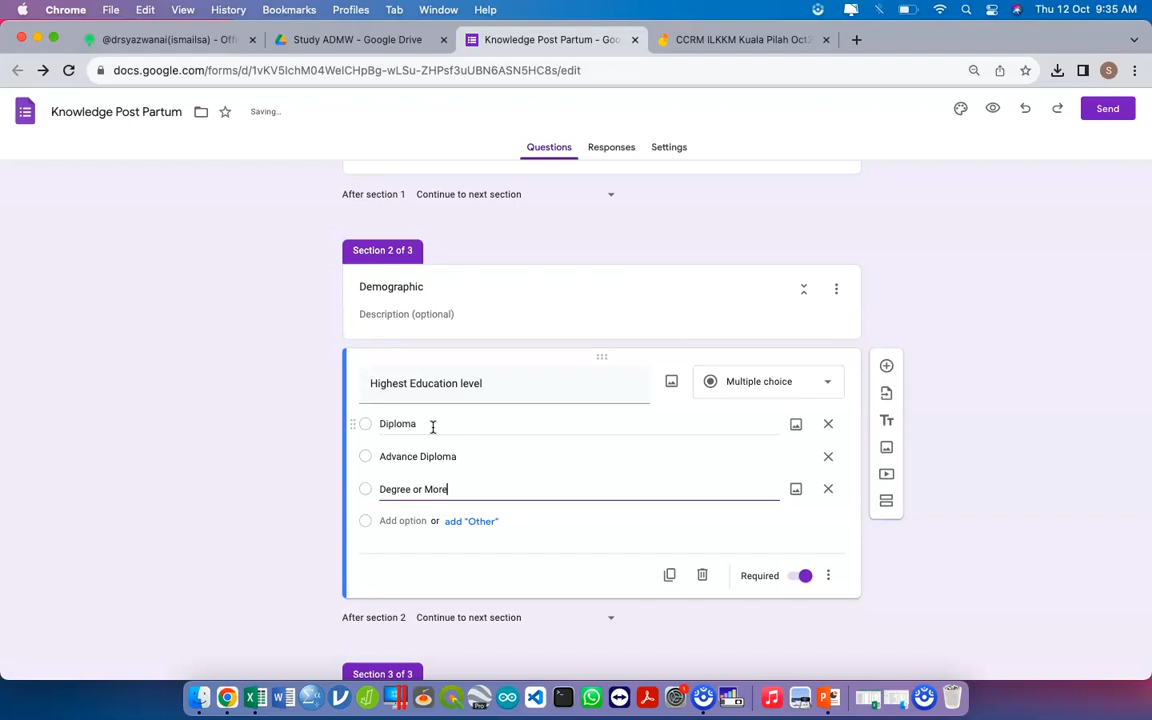 Chrome File Edit View History Bookmarks Profiles Tab Window Help Thu 12 Oct 9:35 AM
@drsyazwanai(ismailsa) - Offi Study ADMW - Google Drive Knowledge Post Partum - Goo CCRM ILKKM Kuala Pilah Oct2
docs.google.com/forms/d/1vKV5IchM04WelCHpBg-wLSu-ZHPsf3uUBN6ASN5HC8s/edit S
Knowledge Post Partum Saving... Send
Questions Responses Settings
After section 1 Continue to next section
Section 2 of 3
Demographic
Description (optional)
Highest Education level Multiple choice
Diploma
Tт
Advance Diploma
Degree or More
Add option or add "Other"
Required
After section 2 Continue to next section
Section 3 of 3